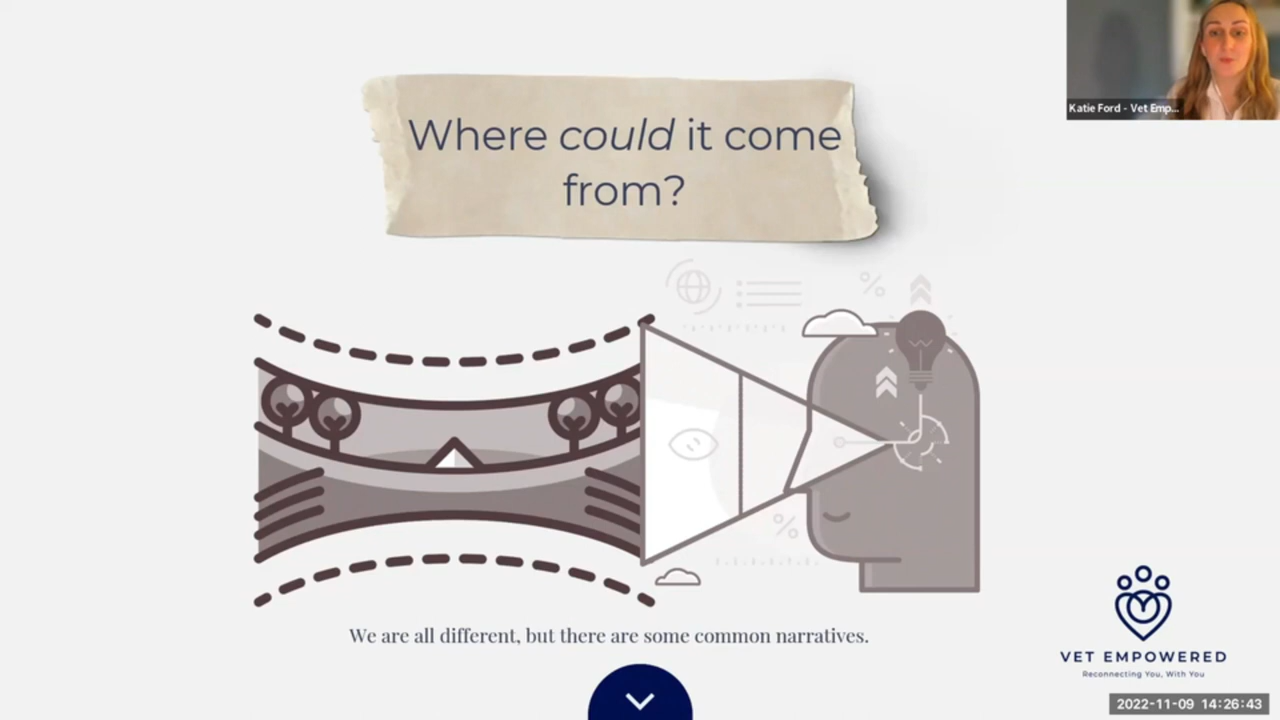 Where could it come
from?
Katie Ford - Vet Emp...
%
%
We are all different, but there are some common narratives.
VET EMPOWERED
Reconnecting You, With You
2022-11-09 14:26:43